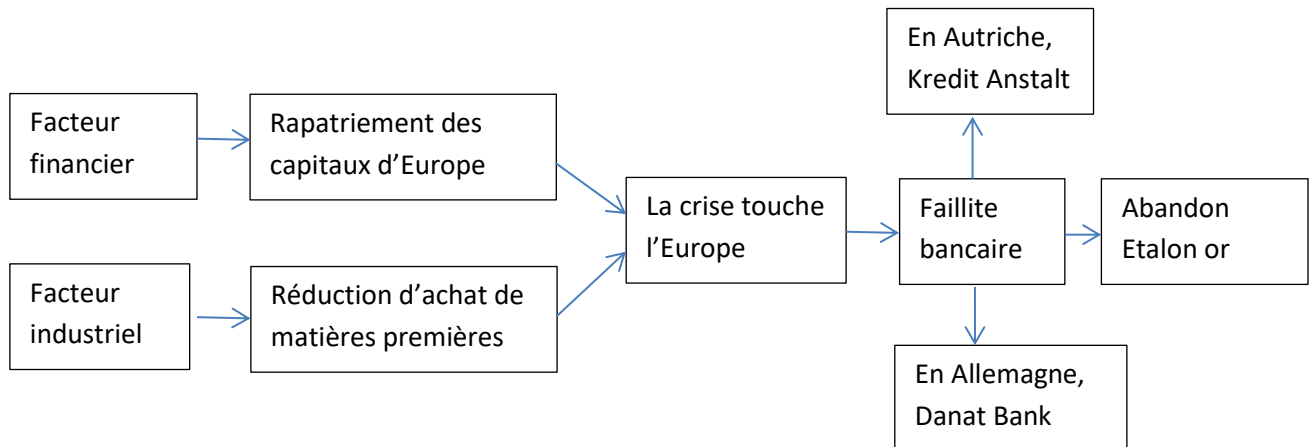 Facteur
financier
Rapatriement des
capitaux d’Europe
Facteur
industriel
Réduction d’achat de
matières premières
La crise touche
l’Europe
Faillite
bancaire
En Autriche,
Kredit Anstalt
Abandon
Etalon or
En Allemagne,
Danat Bank